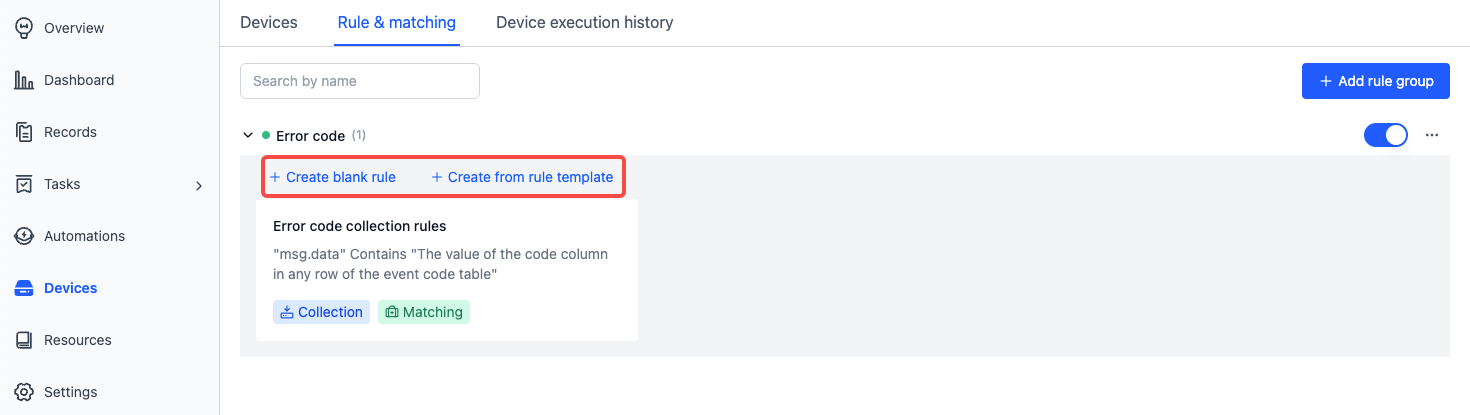 Overview
Dashboard
Records
Tasks
Automations
Devices
Resources
Settings
Devices
Rule & matching
Device execution history
Search by name
+ Add rule group
Error code (1)
+ Create blank rule
+ Create from rule template
Error code collection rules
"msg.data" Contains "The value of the code column
in any row of the event code table"
Collection
Matching